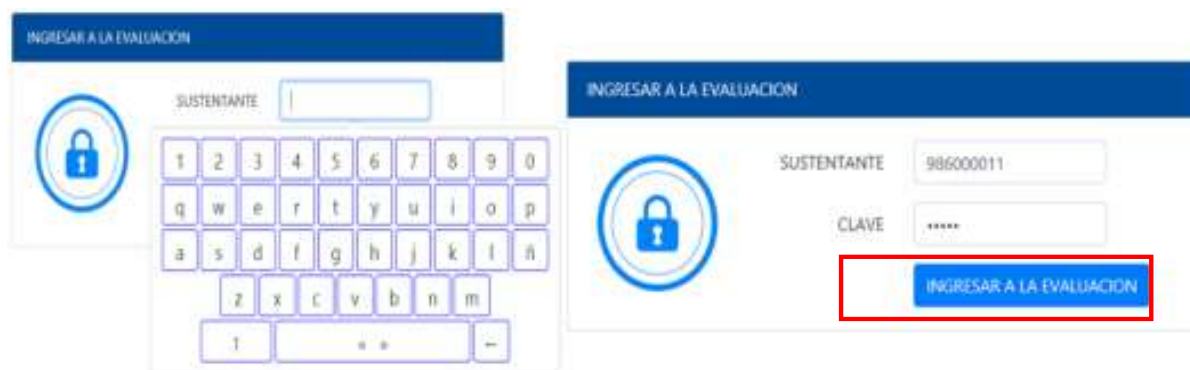 INGRESAR A LA EVALUACION
SUSTENTANTE
1 2 3 4 5 6 7 8 9 0
q w e r t y u i o p
a s d f g h j k l ñ
z x c v b n m
INGRESAR A LA EVALUACION
SUSTENTANTE 986000011
CLAVE •••••
INGRESAR A LA EVALUACION